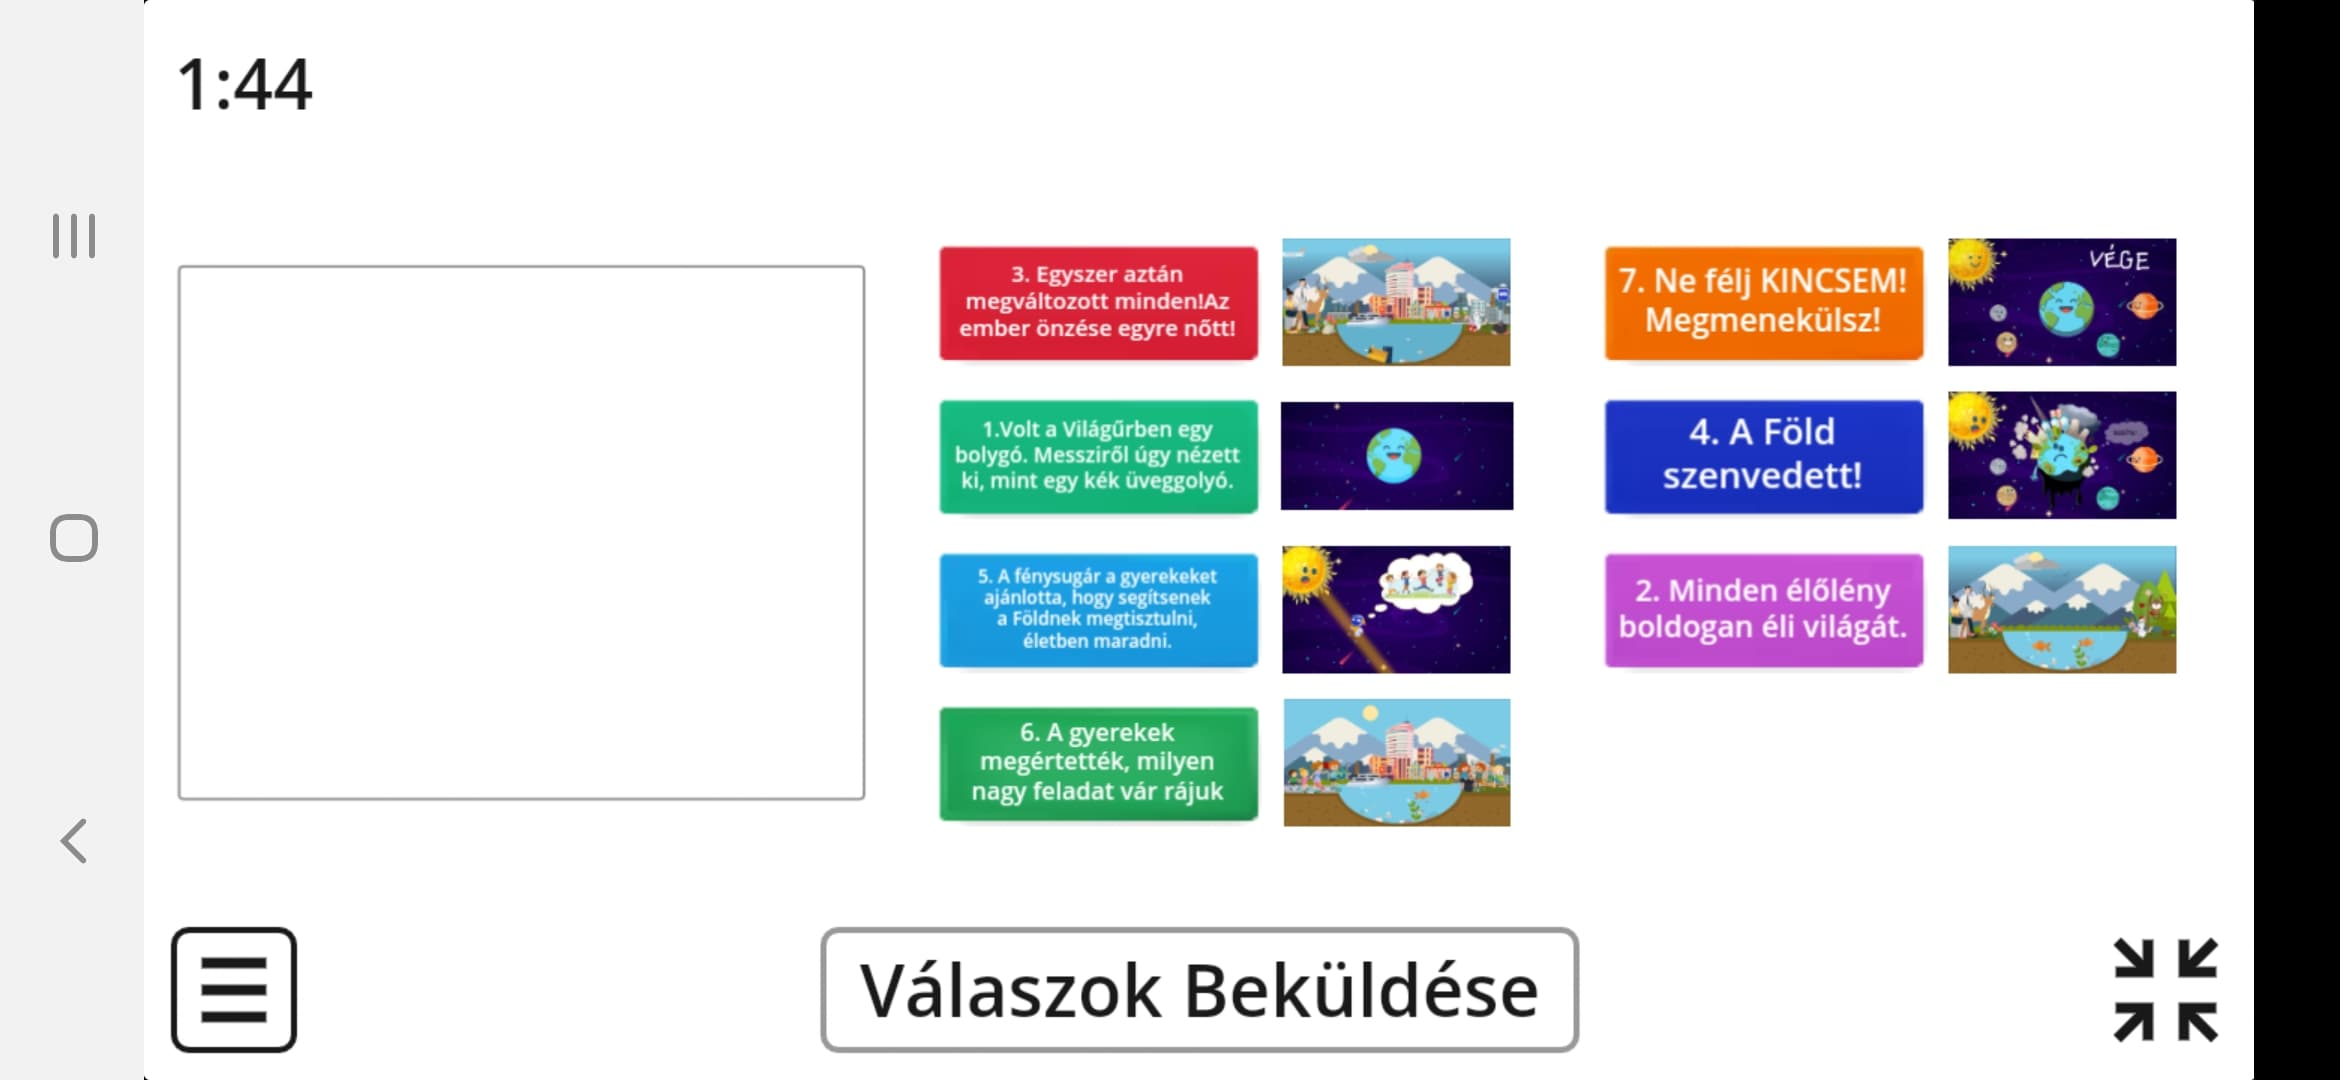 1:44
3. Egyszer aztán
megváltozott minden!Az
ember önzése egyre nőtt!
1.Volt a Világűrben egy
bolygó. Messziről úgy nézett
ki, mint egy kék üveggolyó.
5. A fénysugár a gyerekeket
ajánlotta, hogy segítsenek
a Földnek megtisztulni,
életben maradni.
6. A gyerekek
megértették, milyen
nagy feladat vár rájuk
7. Ne félj KINCSEM!
Megmenekülsz!
VÉGE
4. A Föld
szenvedett!
2. Minden élőlény
boldogan éli világát.
Válaszok Beküldése